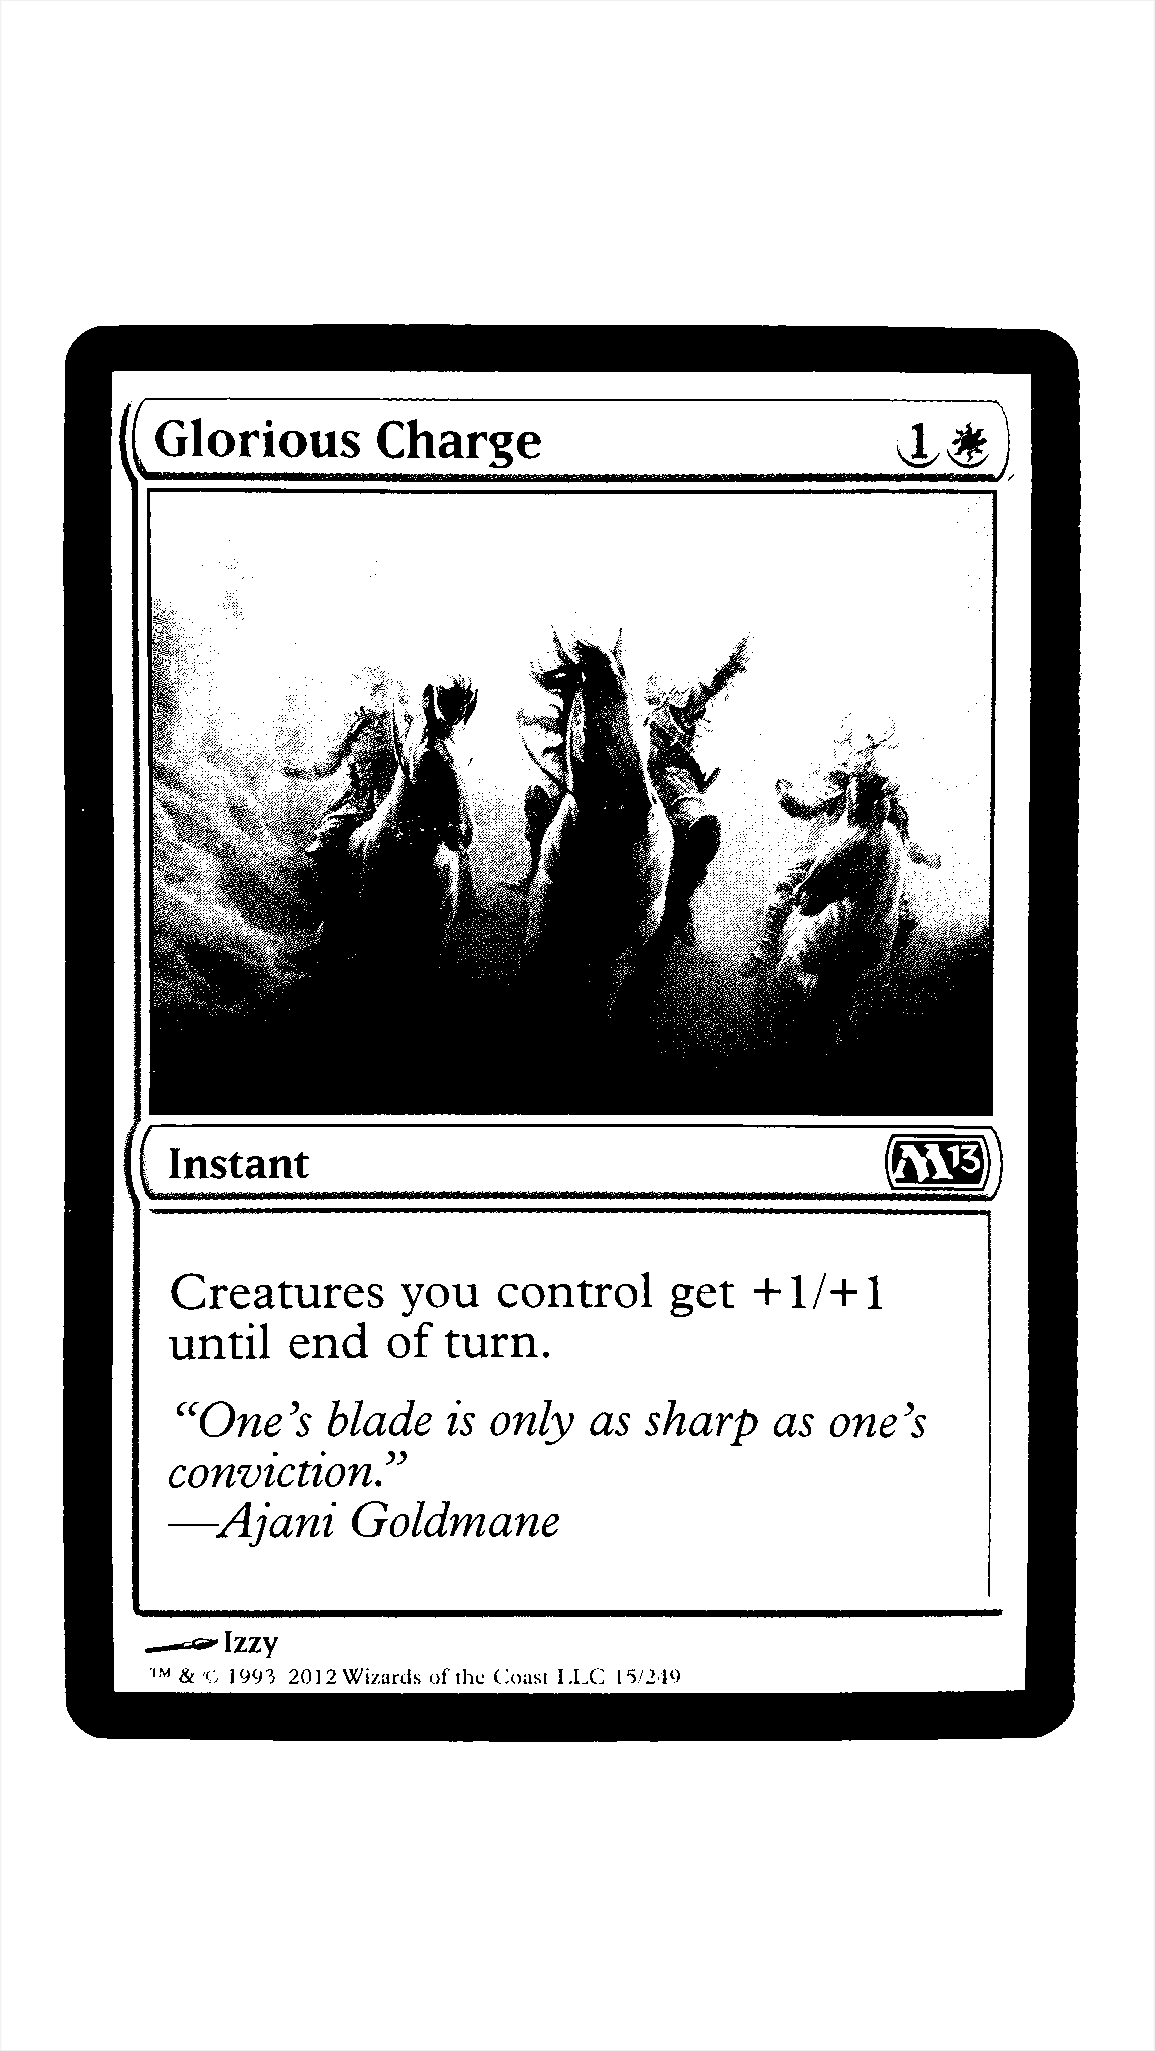 Glorious Charge 1
Instant M13
Creatures you control get +1/+1
until end of turn.
“One’s blade is only as sharp as one’s
conviction.”
—Ajani Goldmane
Izzy
™ & © 1993 2012 Wizards of the Coast LLC 15/249